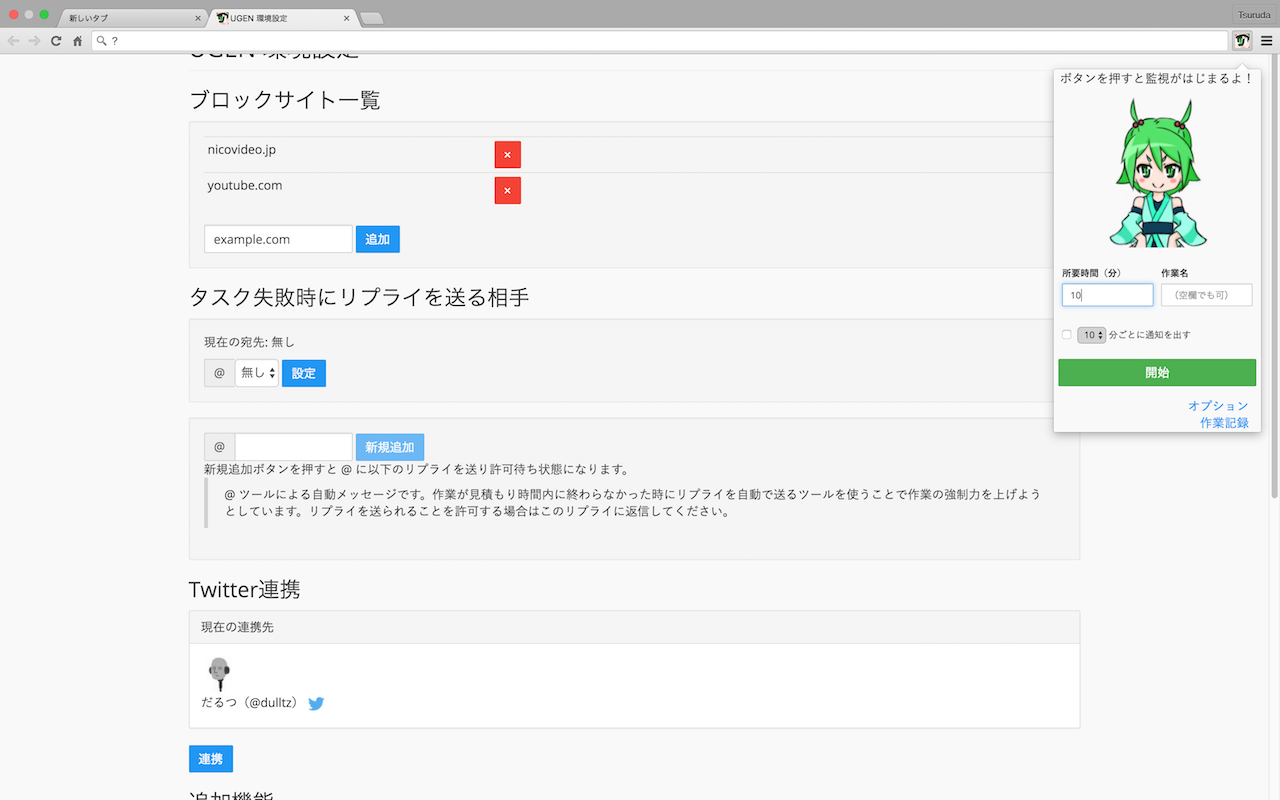 新しいタブ
UGEN 環境設定
Tsuruda
?
UGEN 環境設定
ブロックサイト一覧
nicovideo.jp
×
youtube.com
×
example.com
追加
タスク失敗時にリプライを送る相手
現在の宛先: 無し
@
無し
設定
@
新規追加
新規追加ボタンを押すと @ に以下のリプライを送り許可待ち状態になります。
@ ツールによる自動メッセージです。作業が見積もり時間内に終わらなかった時にリプライを自動で送るツールを使うことで作業の強制力を上げよう
としています。リプライを送られることを許可する場合はこのリプライに返信してください。
Twitter連携
現在の連携先
だるつ（@dulltz）
連携
追加機能
ボタンを押すと監視がはじまるよ！
所要時間（分）
作業名
10
（空欄でも可）
10
分ごとに通知を出す
開始
オプション
作業記録